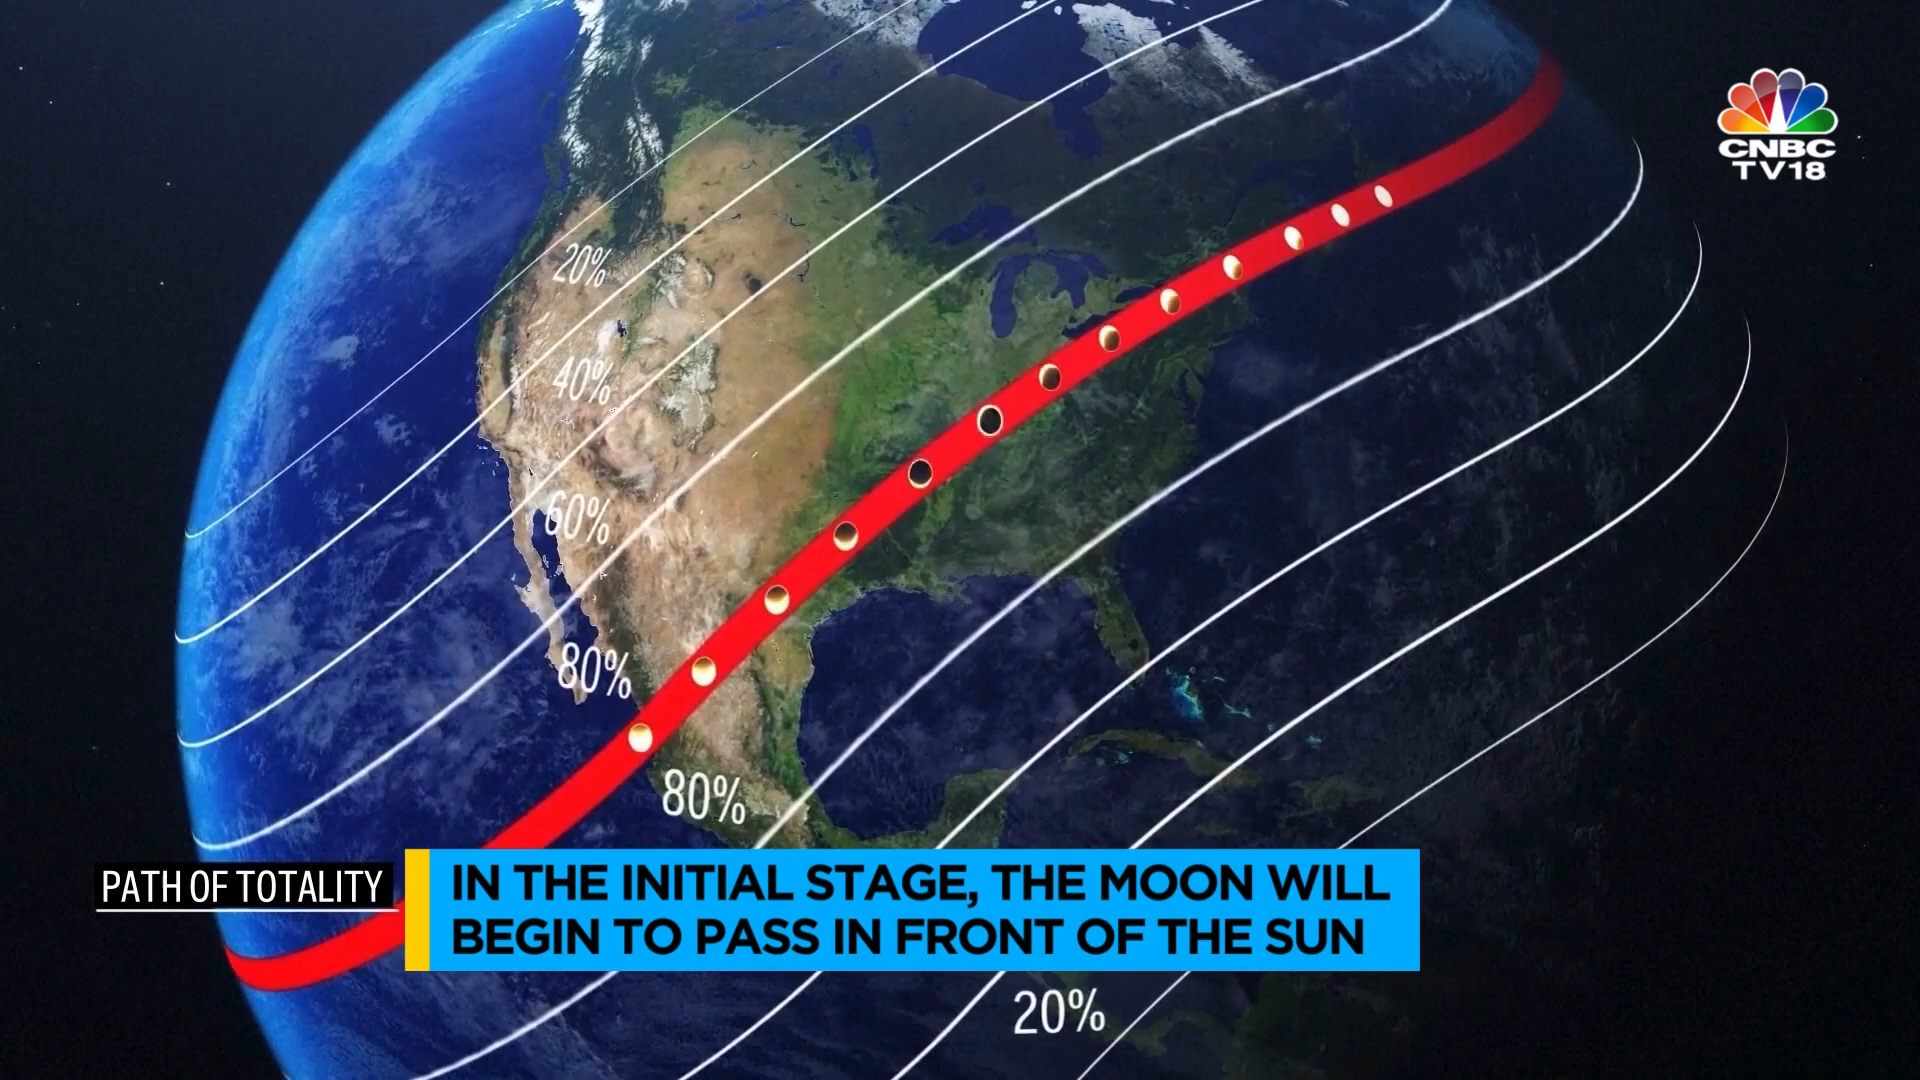 CNBC
TV18
20%
40%
60%
80%
80%
PATH OF TOTALITY
IN THE INITIAL STAGE, THE MOON WILL
BEGIN TO PASS IN FRONT OF THE SUN
20%